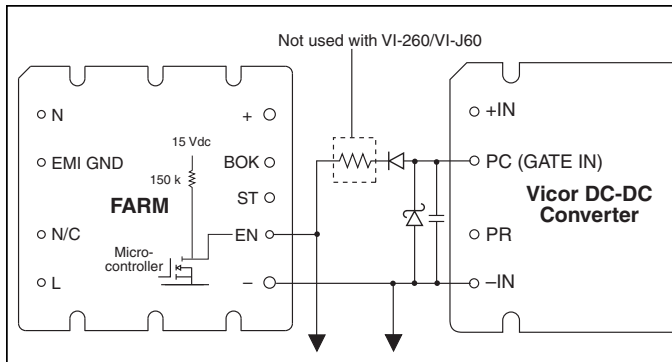 Not used with VI-260/VI-J60
N
EMI GND
N/C
L
15 Vdc
150 k
FARM
Micro-
controller
+
BOK
ST
EN
–
+IN
PC (GATE IN)
Vicor DC-DC
Converter
PR
–IN